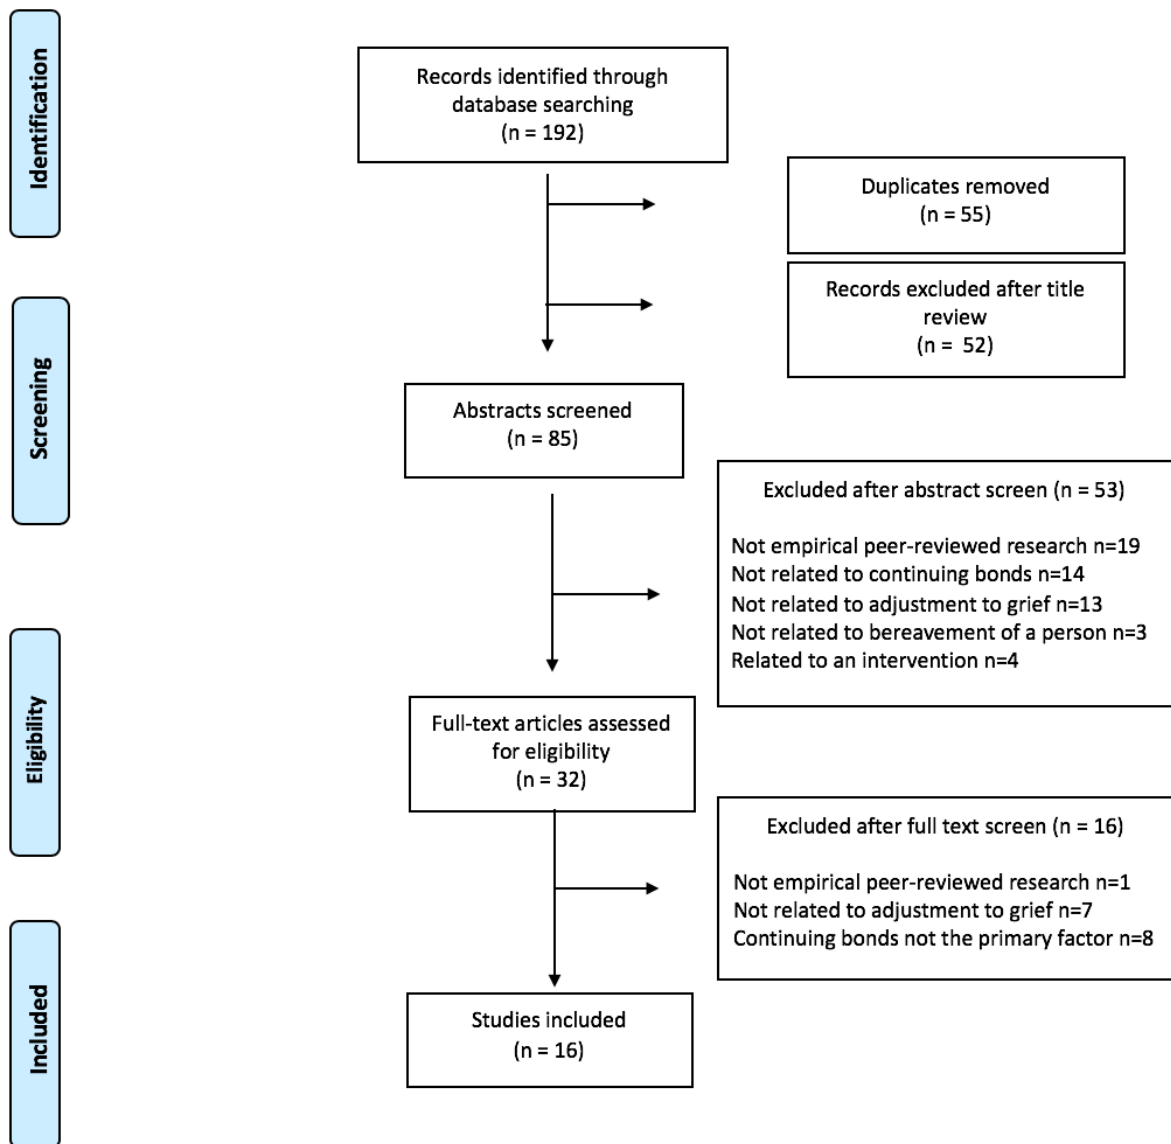 Identification
Records identified through
database searching
(n = 192)
Duplicates removed
(n = 55)
Records excluded after title
review
(n =  52)
Screening
Abstracts screened
(n = 85)
Excluded after abstract screen (n = 53)
Not empirical peer-reviewed research n=19
Not related to continuing bonds n=14
Not related to adjustment to grief n=13
Not related to bereavement of a person n=3
Related to an intervention n=4
Eligibility
Full-text articles assessed
for eligibility
(n = 32)
Excluded after full text screen (n = 16)
Not empirical peer-reviewed research n=1
Not related to adjustment to grief n=7
Continuing bonds not the primary factor n=8
Included
Studies included
(n = 16)